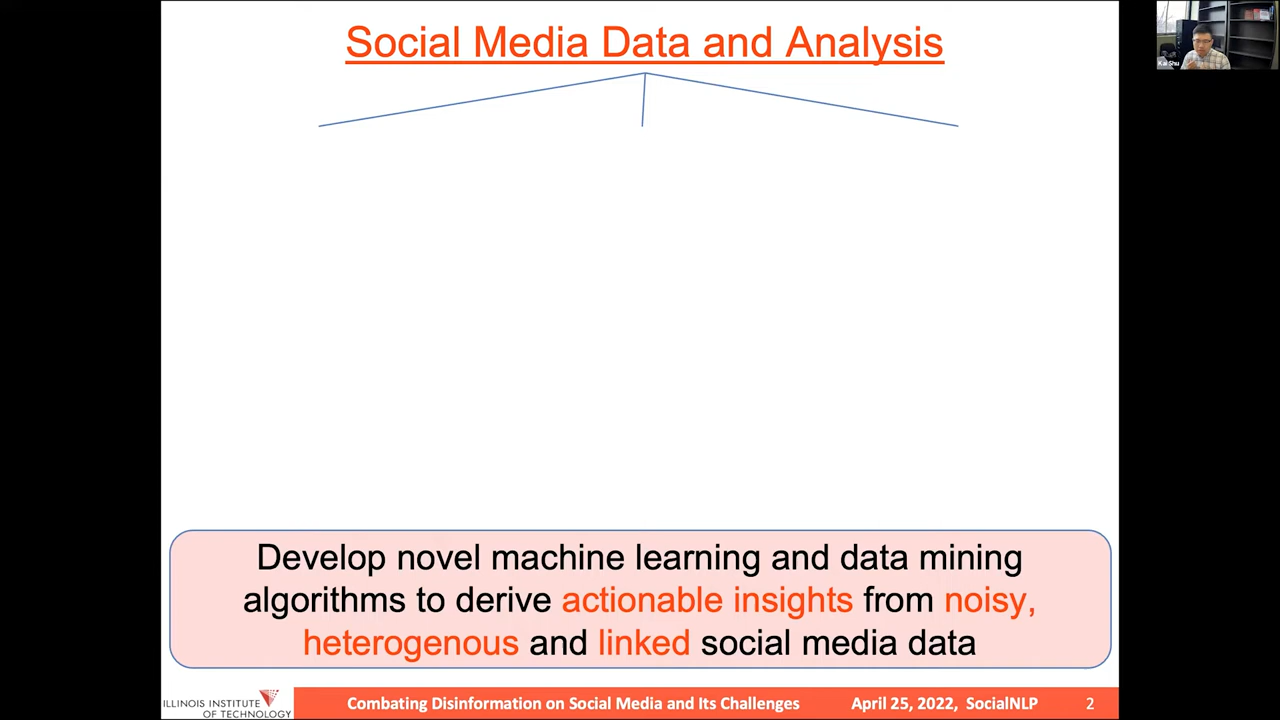 Social Media Data and Analysis
Kai Shu
Develop novel machine learning and data mining
algorithms to derive actionable insights from noisy,
heterogenous and linked social media data
ILLINOIS INSTITUTE
OF TECHNOLOGY
Combating Disinformation on Social Media and Its Challenges
April 25, 2022, SocialNLP
2